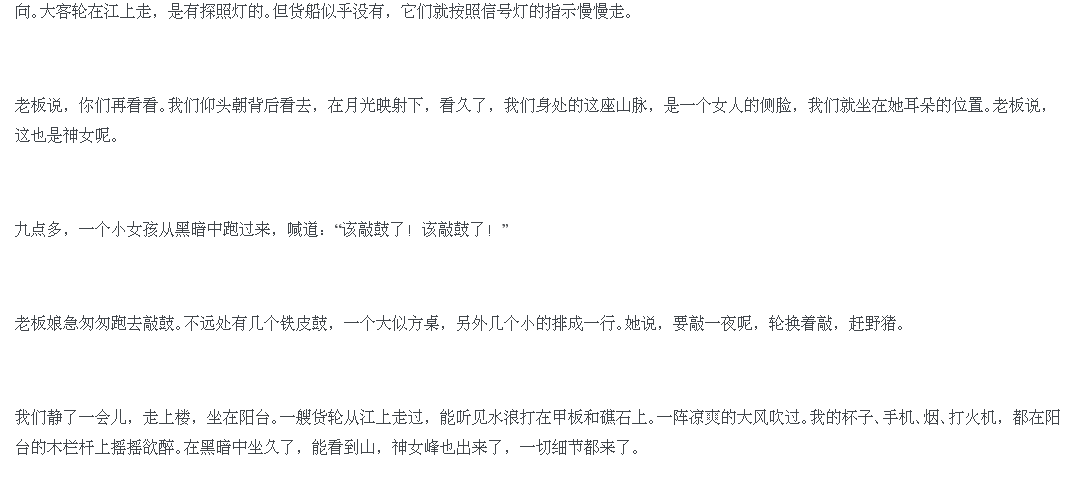 向。大客轮在江上走，是有探照灯的。但货船似乎没有，它们就按照信号灯的指示慢慢走。
老板说，你们再看看。我们仰头朝背后看去，在月光映射下，看久了，我们身处的这座山脉，是一个女人的侧脸，我们就坐在她耳朵的位置。老板说，
这也是神女呢。
九点多，一个小女孩从黑暗中跑过来，喊道：“该敲鼓了！该敲鼓了！”
老板娘急匆匆跑去敲鼓。不远处有几个铁皮鼓，一个大似方桌，另外几个小的排成一行。她说，要敲一夜呢，轮换着敲，赶野猪。
我们静了一会儿，走上楼，坐在阳台。一艘货轮从江上走过，能听见水浪打在甲板和礁石上。一阵凉爽的大风吹过。我的杯子、手机、烟、打火机，都在阳
台的木栏杆上摇摇欲醉。在黑暗中坐久了，能看到山，神女峰也出来了，一切细节都来了。